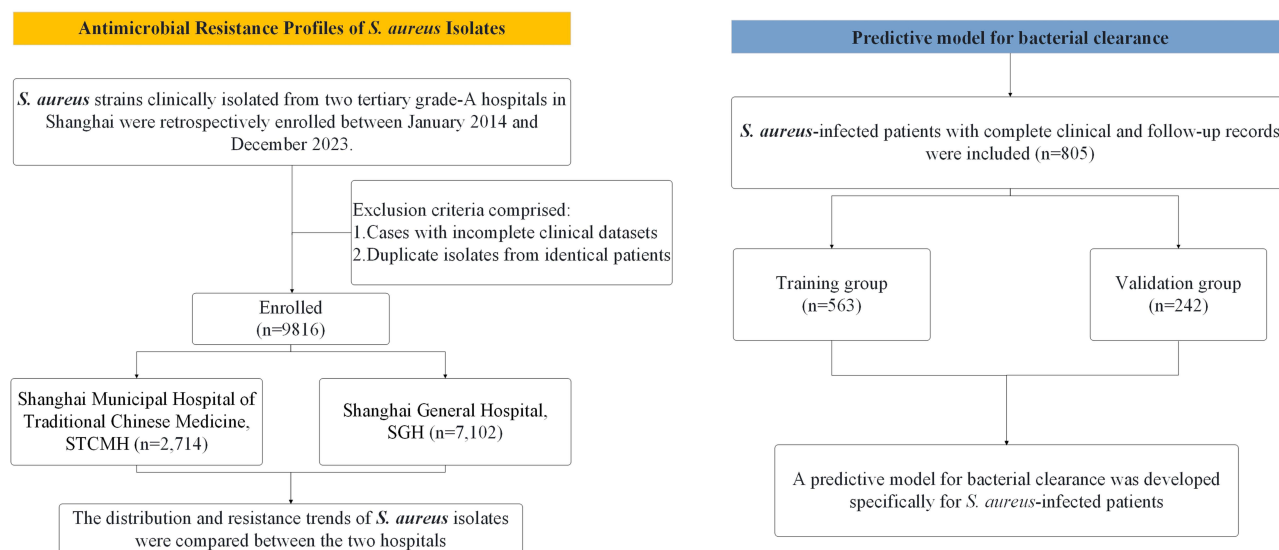 Antimicrobial Resistance Profiles of S. aureus Isolates
S. aureus strains clinically isolated from two tertiary grade-A hospitals in
Shanghai were retrospectively enrolled between January 2014 and
December 2023.
Exclusion criteria comprised:
1.Cases with incomplete clinical datasets
2.Duplicate isolates from identical patients
Enrolled
(n=9816)
Shanghai Municipal Hospital of
Traditional Chinese Medicine,
STCMH (n=2,714)
Shanghai General Hospital,
SGH (n=7,102)
The distribution and resistance trends of S. aureus isolates
were compared between the two hospitals
Predictive model for bacterial clearance
S. aureus-infected patients with complete clinical and follow-up records
were included (n=805)
Training group
(n=563)
Validation group
(n=242)
A predictive model for bacterial clearance was developed
specifically for S. aureus-infected patients